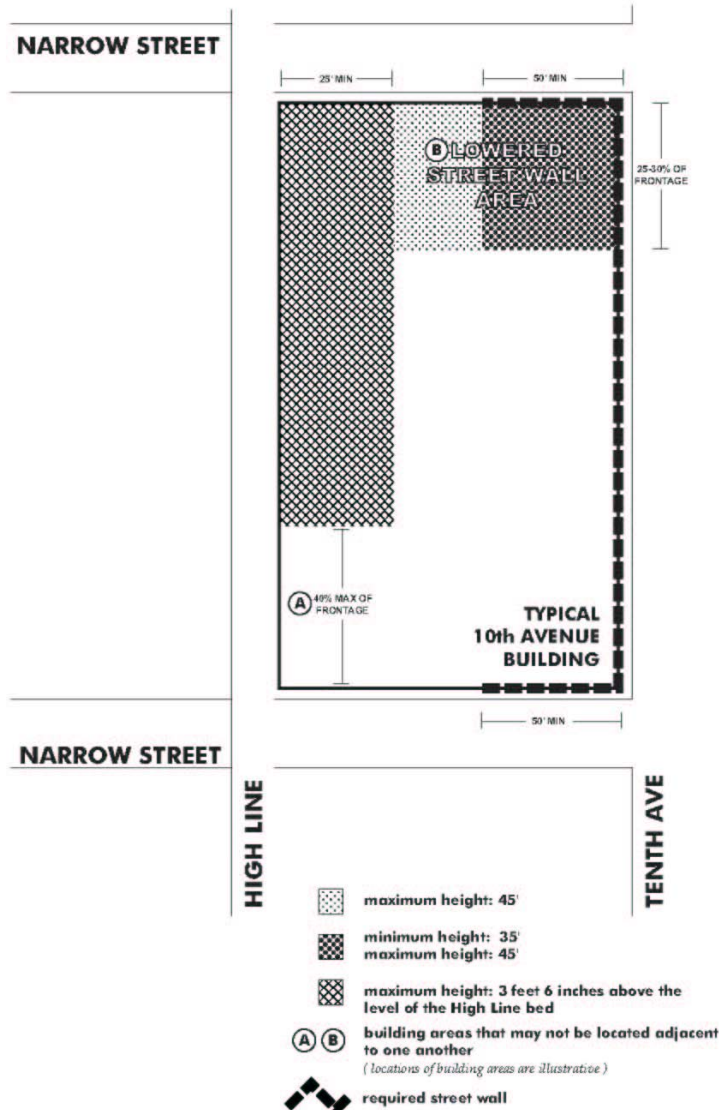 NARROW STREET
25' MIN
50' MIN
B LOWERED
STREET WALL
AREA
25-30% OF
FRONTAGE
A 40% MAX OF
FRONTAGE
TYPICAL
10th AVENUE
BUILDING
50' MIN
NARROW STREET
HIGH LINE
TENTH AVE
maximum height: 45'
minimum height: 35'
maximum height: 45'
maximum height: 3 feet 6 inches above the
level of the High Line bed
A B building areas that may not be located adjacent
to one another
( locations of building areas are illustrative )
required street wall